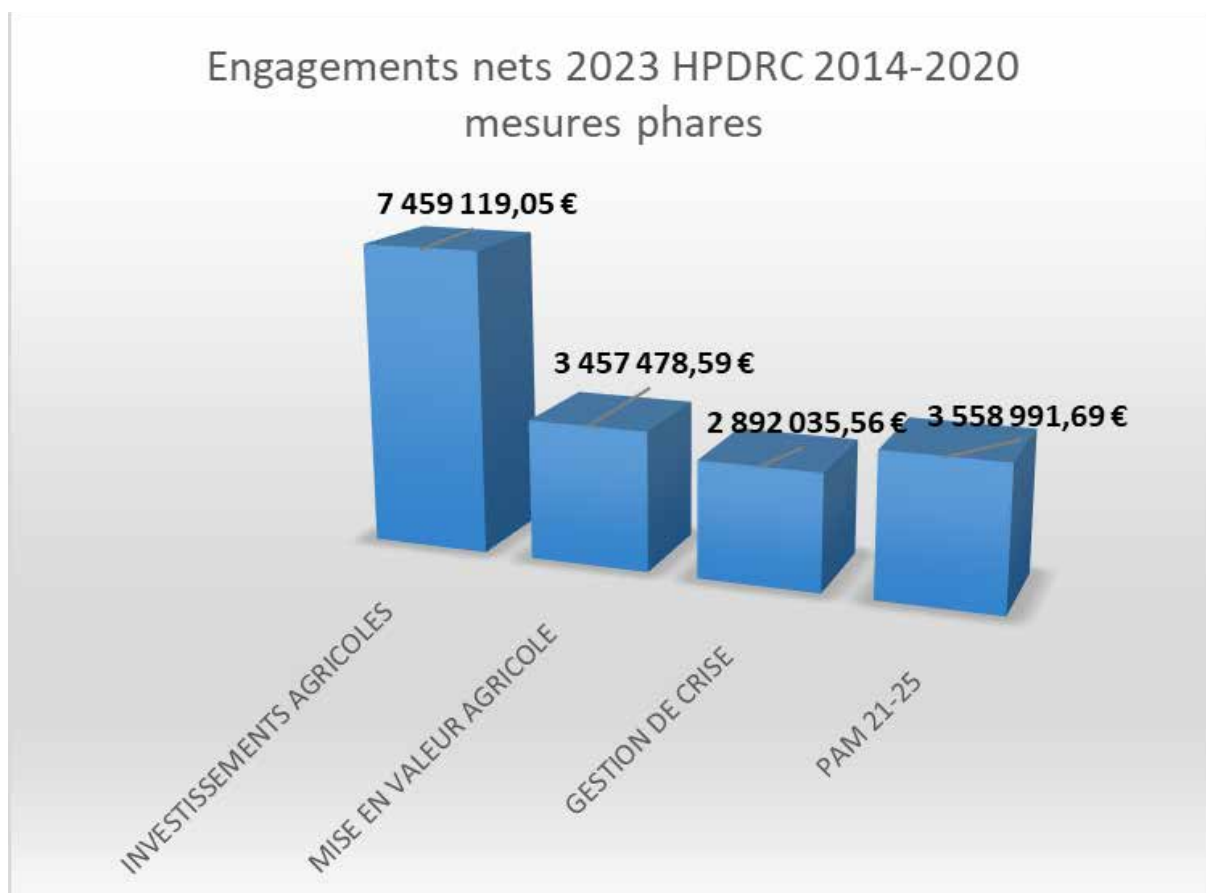 Engagements nets 2023 HPDRC 2014-2020
mesures phares
7 459 119,05 €
3 457 478,59 €
2 892 035,56 €
3 558 991,69 €
INVESTISSEMENTS AGRICOLES
MISE EN VALEUR AGRICOLE
GESTION DE CRISE
PAM 21-25